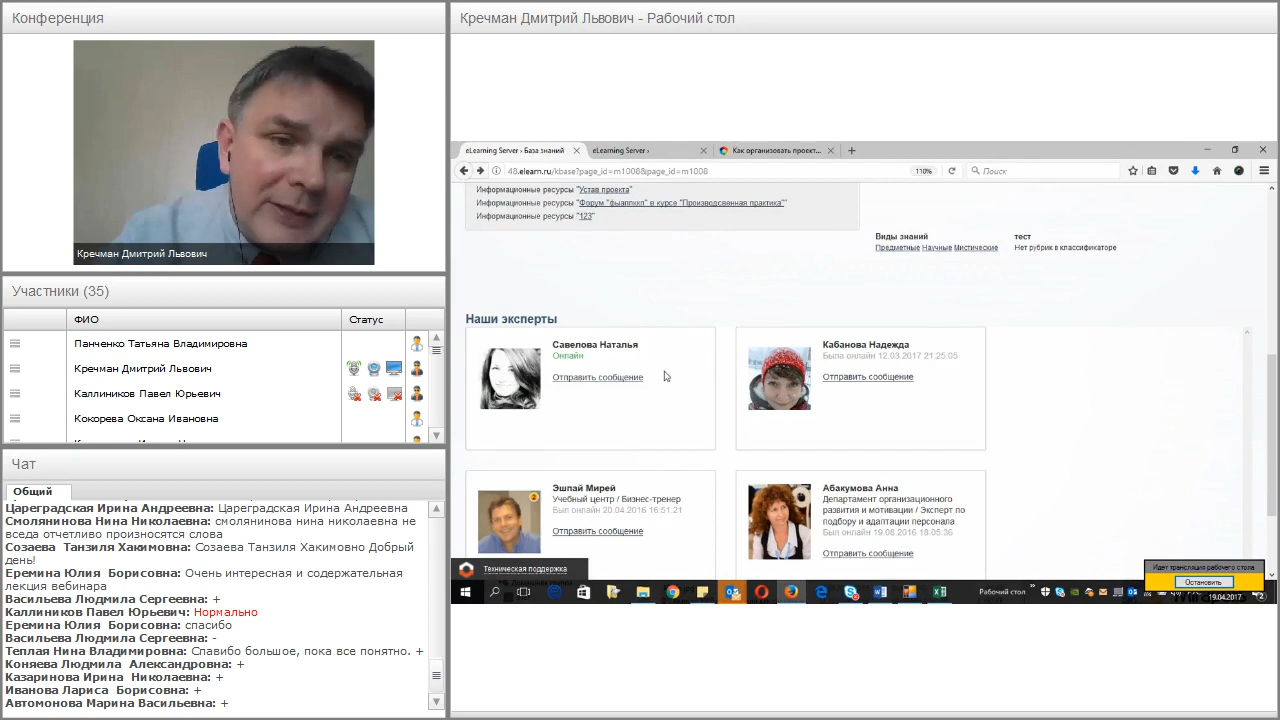 Конференция
Кречман Дмитрий Львович
Участники (35)
ФИО
Статус
Панченко Татьяна Владимировна
Кречман Дмитрий Львович
Каллиников Павел Юрьевич
Кокорева Оксана Ивановна
Чат
Общий
Цареградская Ирина Андреевна: Цареградская Ирина Андреевна
Смолянинова Нина Николаевна: смолянинова нина николаевна не
вседа отчетливо произносятся слова
Созаева Танзиля Хакимовна: Созаева Танзиля Хакимовно Добрый
день!
Еремина Юлия Борисовна: Очень интересная и содержательная
лекция вебинара
Васильева Людмила Сергеевна: +
Каллиников Павел Юрьевич: Нормально
Еремина Юлия Борисовна: спасибо
Васильева Людмила Сергеевна: -
Теплая Нина Владимировна: Спавибо большое, пока все понятно. +
Коняева Людмила Александровна: +
Казаринова Ирина Николаевна: +
Иванова Лариса Борисовна: +
Автомонова Марина Васильевна: +
Кречман Дмитрий Львович - Рабочий стол
eLearning Server › База знаний
eLearning Server ›
Как организовать проект...
48.elearn.ru/kbase?page_id=m1008&page_id=m1008
110%
Поиск
Информационные ресурсы "Устав проекта"
Информационные ресурсы "Форум "фыаппкпл" в курсе "Производсвенная практика"
Информационные ресурсы "123"
Виды знаний
Предметные Научные Мистические
тест
Нет рубрик в классификаторе
Наши эксперты
Савелова Наталья
Онлайн
Отправить сообщение
Кабанова Надежда
Была онлайн 12.03.2017 21:25:05
Отправить сообщение
Эшпай Мирей
Учебный центр / Бизнес-тренер
Был онлайн 20.04.2016 16:51:21
Отправить сообщение
Абакумова Анна
Департамент организационного
развития и мотивации / Эксперт по
подбору и адаптации персонала
Была онлайн 19.08.2016 18:05:36
Отправить сообщение
Техническая поддержка
Идет трансляция рабочего стола
Остановить
Рабочий стол
19.04.2017